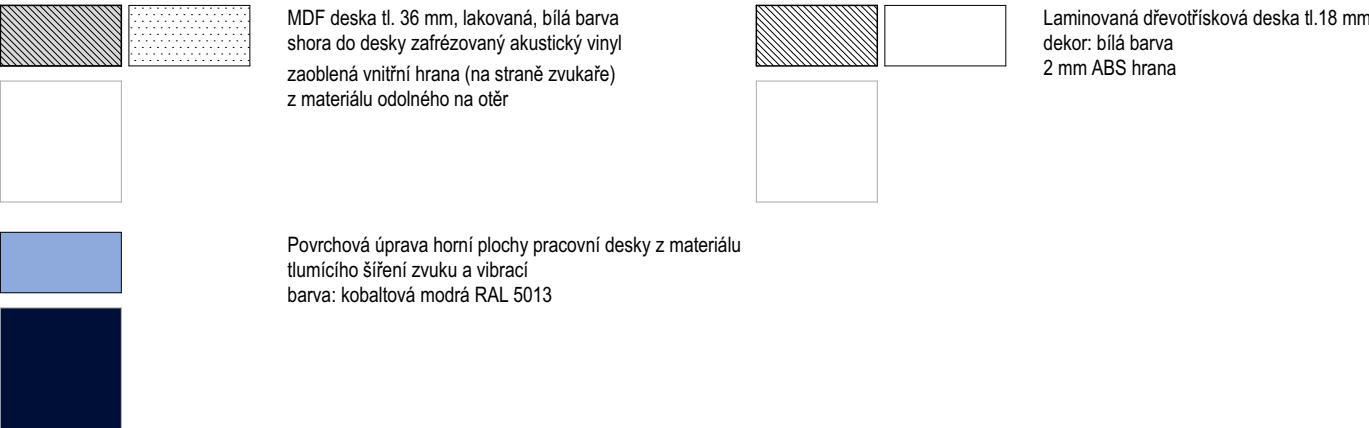 MDF deska tl. 36 mm, lakovaná, bílá barva
shora do desky zafrézovaný akustický vinyl
zaoblená vnitřní hrana (na straně zvukaře)
z materiálu odolného na otěr
Laminovaná dřevotřísková deska tl.18 mm
dekor: bílá barva
2 mm ABS hrana
Povrchová úprava horní plochy pracovní desky z materiálu
tlumícího šíření zvuku a vibrací
barva: kobaltová modrá RAL 5013